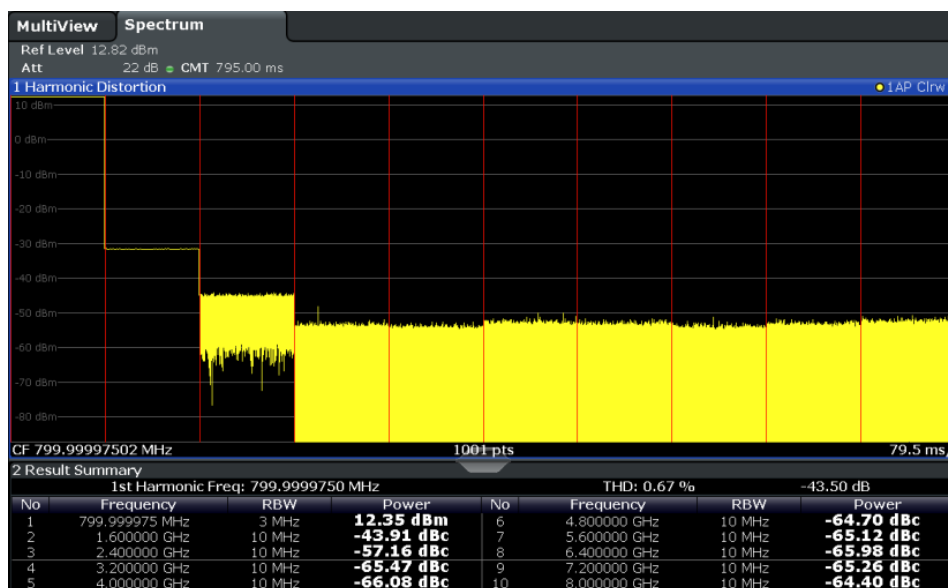 MultiView Spectrum
Ref Level 12.82 dBm
Att 22 dB CMT 795.00 ms
1 Harmonic Distortion 1AP Clrw
10 dBm
0 dBm
-10 dBm
-20 dBm
-30 dBm
-40 dBm
-50 dBm
-60 dBm
-70 dBm
-80 dBm
CF 799.99997502 MHz 1001 pts 79.5 ms
2 Result Summary
1st Harmonic Freq: 799.9999750 MHz THD: 0.67 % -43.50 dB
No Frequency RBW Power No Frequency RBW Power
1 799.999975 MHz 3 MHz 12.35 dBm 6 4.800000 GHz 10 MHz -64.70 dBc
2 1.600000 GHz 10 MHz -43.91 dBc 7 5.600000 GHz 10 MHz -65.12 dBc
3 2.400000 GHz 10 MHz -57.16 dBc 8 6.400000 GHz 10 MHz -65.98 dBc
4 3.200000 GHz 10 MHz -65.47 dBc 9 7.200000 GHz 10 MHz -65.26 dBc
5 4.000000 GHz 10 MHz -66.08 dBc 10 8.000000 GHz 10 MHz -64.40 dBc